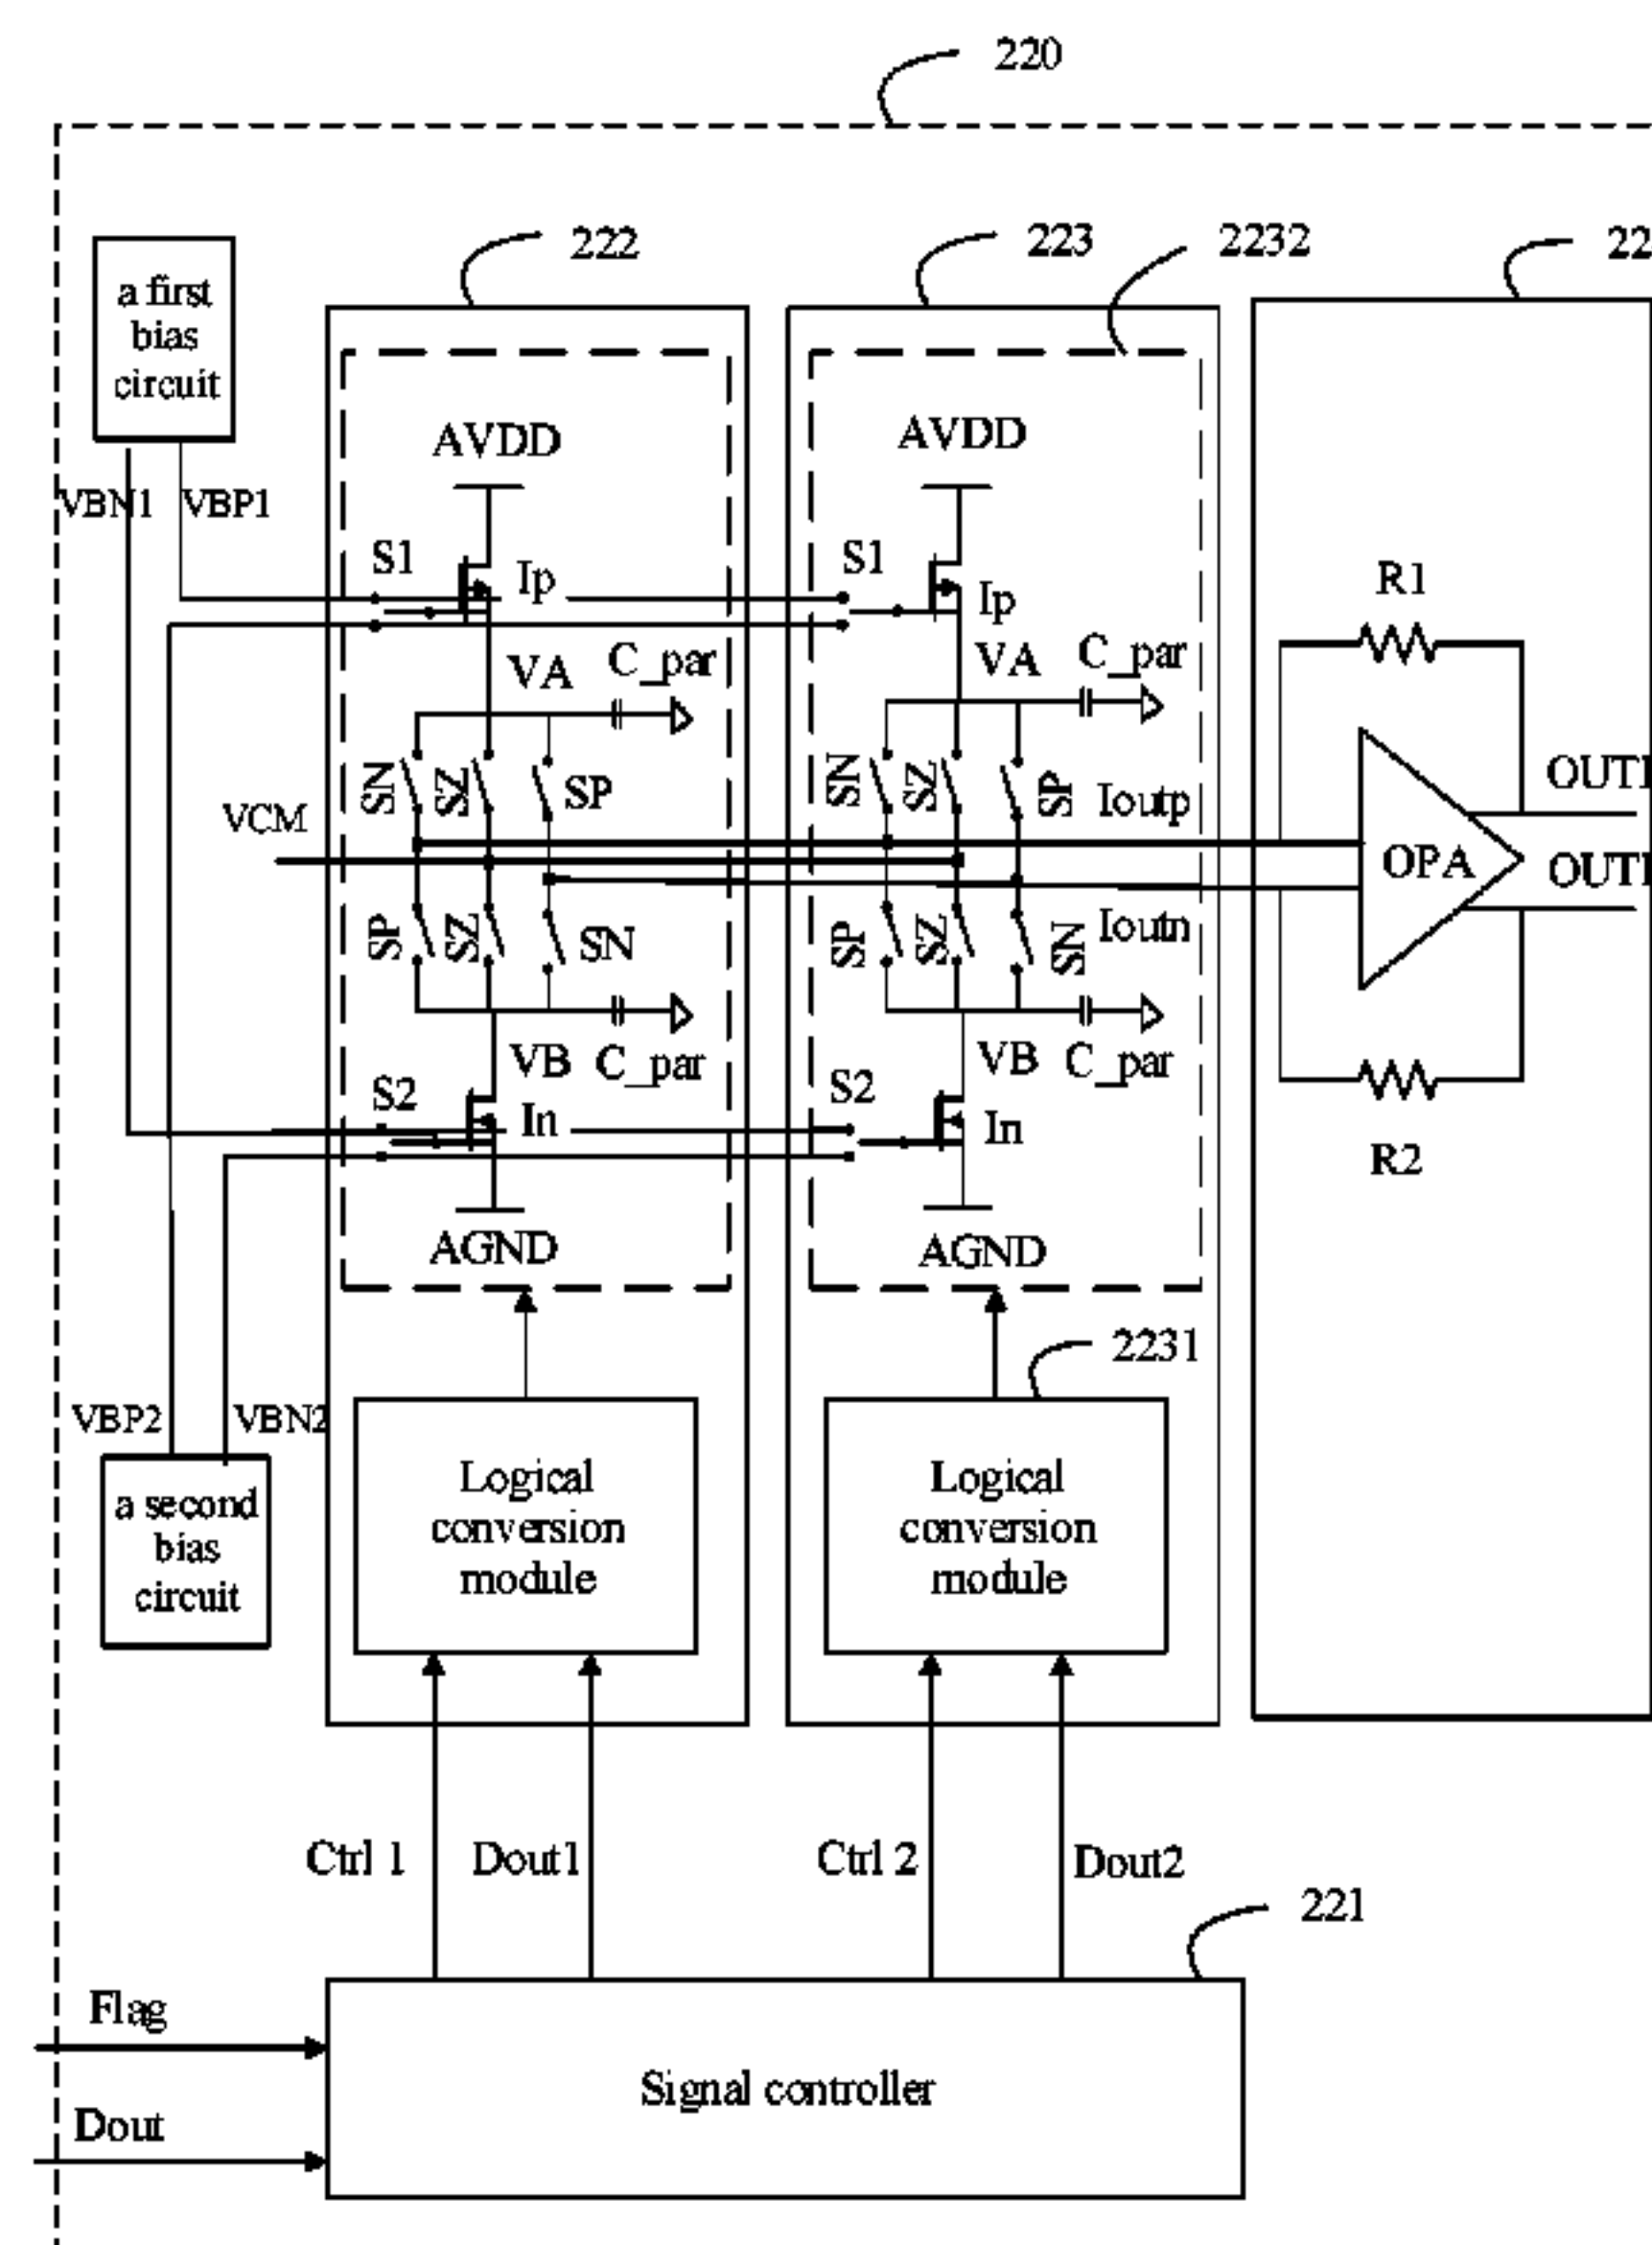 220
222
223
2232
22
a first
bias
circuit
AVDD
AVDD
VBN1
VBP1
S1
Ip
S1
Ip
R1
VA
C_par
VA
C_par
SN
SZ
SP
SN
SZ
SP
VCM
Ioutp
OPA
SP
SZ
SN
SP
SZ
SN
Ioutn
VB
C_par
VB
C_par
S2
In
S2
In
R2
AGND
AGND
2231
VBP2
VBN2
a second
bias
circuit
Logical
conversion
module
Logical
conversion
module
Ctrl 1
Dout1
Ctrl 2
Dout2
221
Flag
Signal controller
Dout